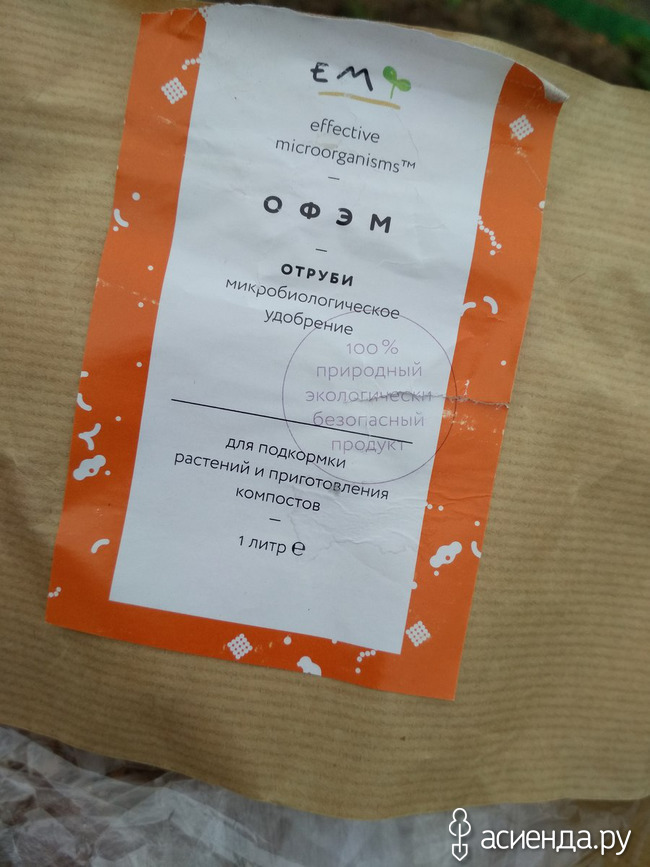 EM
effective
microorganisms™
—
ОФЭМ
—
ОТРУБИ
микробиологическое
удобрение
100%
природный
экологически
безопасный
продукт
для подкормки
растений и приготовления
компостов
—
1 литр ℮
асиенда.ру